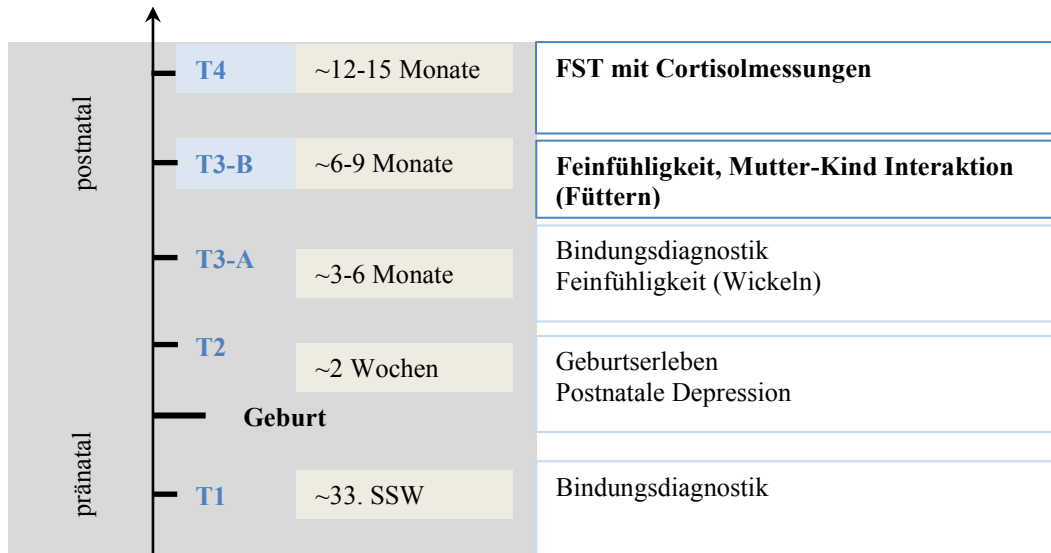 T4
~12-15 Monate
FST mit Cortisolmessungen
postnatal
T3-B
~6-9 Monate
Feinfühligkeit, Mutter-Kind Interaktion
(Füttern)
T3-A
~3-6 Monate
Bindungsdiagnostik
Feinfühligkeit (Wickeln)
T2
~2 Wochen
Geburtserleben
Postnatale Depression
Geburt
pränatal
T1
~33. SSW
Bindungsdiagnostik